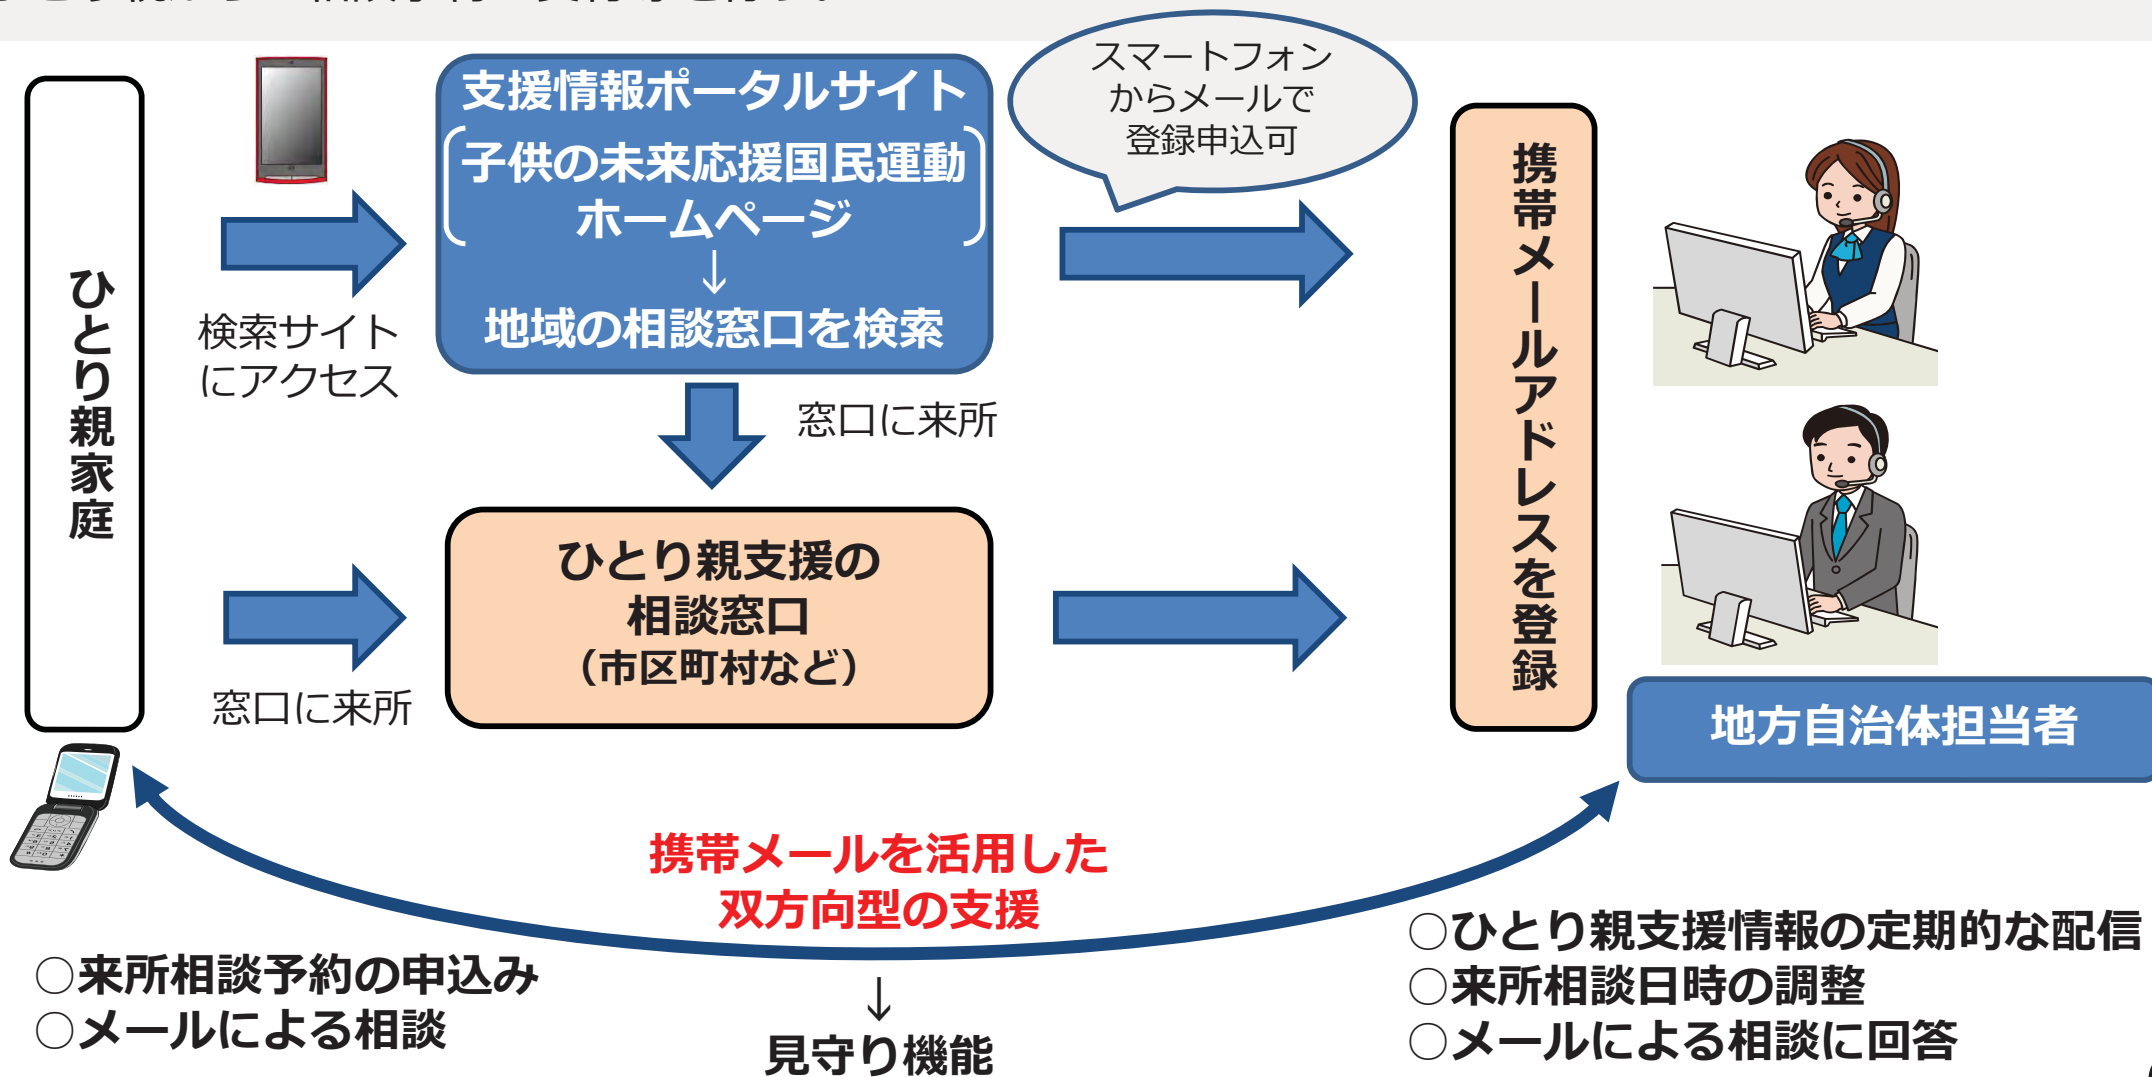 ひとり親家庭
検索サイト
にアクセス
支援情報ポータルサイト
子供の未来応援国民運動
ホームページ
↓
地域の相談窓口を検索
スマートフォン
からメールで
登録申込可
窓口に来所
窓口に来所
ひとり親支援の
相談窓口
（市区町村など）
携帯メールアドレスを登録
地方自治体担当者
携帯メールを活用した
双方向型の支援
↓
見守り機能
○来所相談予約の申込み
○メールによる相談
○ひとり親支援情報の定期的な配信
○来所相談日時の調整
○メールによる相談に回答